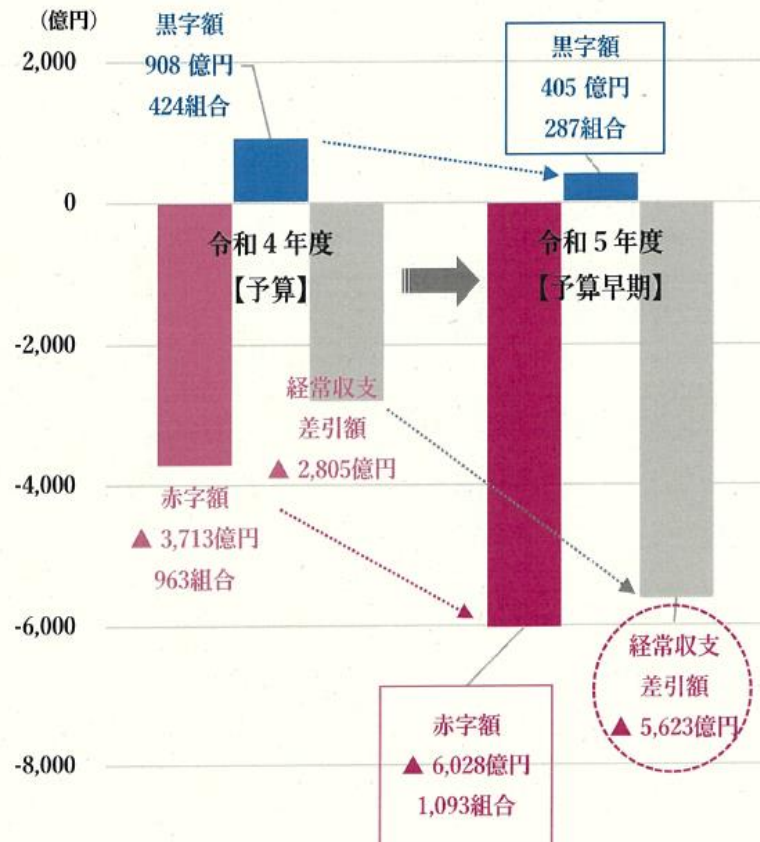 （億円）
2,000
0
-2,000
-4,000
-6,000
-8,000
黒字額
908 億円
424組合
令和４年度
【予算】
経常収支
差引額
▲ 2,805億円
赤字額
▲ 3,713億円
963組合
黒字額
405 億円
287組合
令和５年度
【予算早期】
経常収支
差引額
▲ 5,623億円
赤字額
▲ 6,028億円
1,093組合